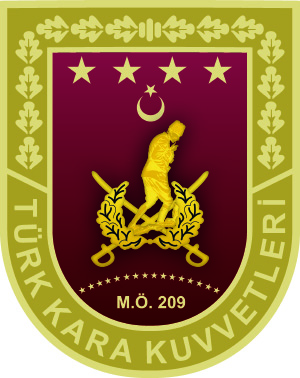 M.Ö. 209
TÜRK KARA KUVVETLERİ